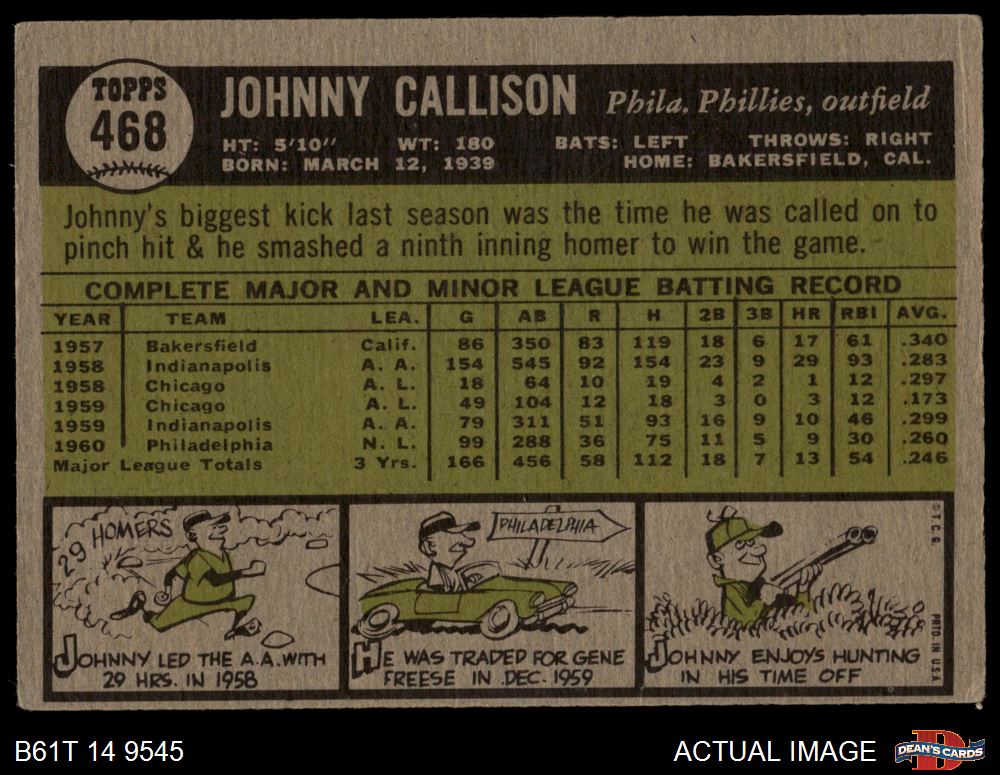 TOPPS
468
JOHNNY CALLISON Phila. Phillies, outfield
HT: 5'10" WT: 180 BATS: LEFT THROWS: RIGHT
BORN: MARCH 12, 1939 HOME: BAKERSFIELD, CAL.
Johnny's biggest kick last season was the time he was called on to
pinch hit & he smashed a ninth inning homer to win the game.
COMPLETE MAJOR AND MINOR LEAGUE BATTING RECORD
YEAR TEAM LEA. G AB R H 2B 3B HR RBI AVG.
1957 Bakersfield Calif. 86 350 83 119 18 6 17 61 .340
1958 Indianapolis A. A. 154 545 92 154 23 9 29 93 .283
1958 Chicago A. L. 18 64 10 19 4 2 1 12 .297
1959 Chicago A. L. 49 104 12 18 3 0 3 12 .173
1959 Indianapolis A. A. 79 311 51 93 16 9 10 46 .299
1960 Philadelphia N. L. 99 288 36 75 11 5 9 30 .260
Major League Totals 3 Yrs. 166 456 58 112 18 7 13 54 .246
29 HOMERS
JOHNNY LED THE A.A. WITH
29 HRS. IN 1958
PHILADELPHIA
HE WAS TRADED FOR GENE
FREESE IN DEC. 1959
JOHNNY ENJOYS HUNTING
IN HIS TIME OFF
© T. C. G.
PRTD. IN U.S.A.
B61T 14 9545
ACTUAL IMAGE
DEAN'S CARDS